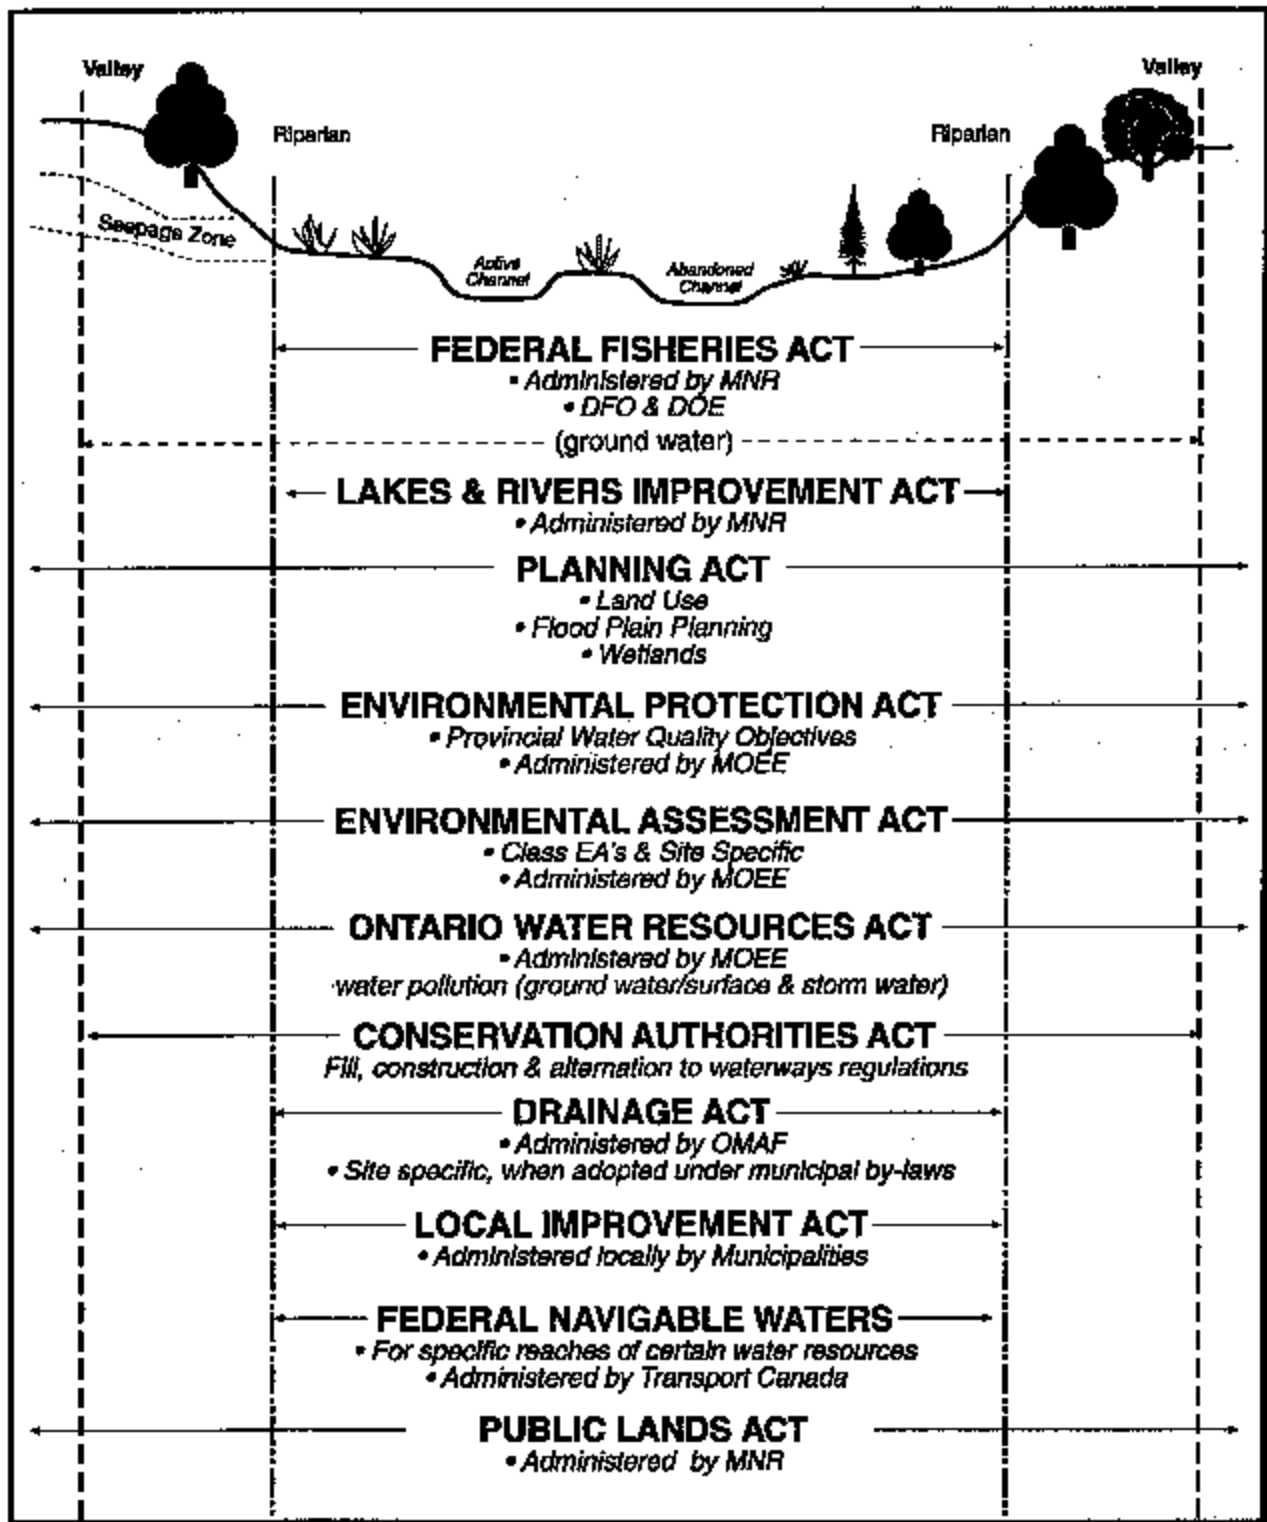 Valley
Valley
Riparian
Riparian
Seepage Zone
Active
Channel
Abandoned
Channel
FEDERAL FISHERIES ACT
• Administered by MNR
• DFO & DOE
(ground water)
LAKES & RIVERS IMPROVEMENT ACT
• Administered by MNR
PLANNING ACT
• Land Use
• Flood Plain Planning
• Wetlands
ENVIRONMENTAL PROTECTION ACT
• Provincial Water Quality Objectives
• Administered by MOEE
ENVIRONMENTAL ASSESSMENT ACT
• Class EA's & Site Specific
• Administered by MOEE
ONTARIO WATER RESOURCES ACT
• Administered by MOEE
water pollution (ground water/surface & storm water)
CONSERVATION AUTHORITIES ACT
Fill, construction & alternation to waterways regulations
DRAINAGE ACT
• Administered by OMAF
• Site specific, when adopted under municipal by-laws
LOCAL IMPROVEMENT ACT
• Administered locally by Municipalities
FEDERAL NAVIGABLE WATERS
• For specific reaches of certain water resources
• Administered by Transport Canada
PUBLIC LANDS ACT
• Administered by MNR